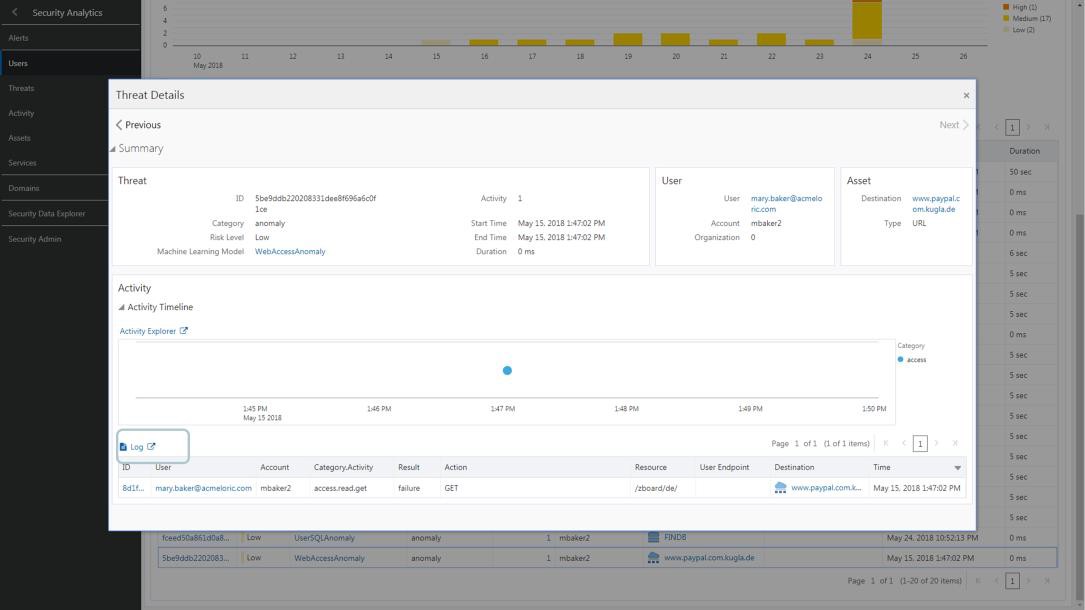 Security Analytics
Alerts
Users
Threats
Activity
Assets
Services
Domains
Security Data Explorer
Security Admin
6
4
2
0
10 11 12 13 14 15 16 17 18 19 20 21 22 23 24 25 26
May 2018
High (1)
Medium (17)
Low (2)
1
Duration
50 sec
0 ms
0 ms
0 ms
6 sec
5 sec
5 sec
5 sec
0 ms
5 sec
5 sec
5 sec
5 sec
5 sec
5 sec
5 sec
5 sec
5 sec
Threat Details
Previous
Next
Summary
Threat
ID 5be9ddb220208331dee8f696a6c0f
1ce
Category anomaly
Risk Level Low
Machine Learning Model WebAccessAnomaly
Activity 1
Start Time May 15, 2018 1:47:02 PM
End Time May 15, 2018 1:47:02 PM
Duration 0 ms
User
User mary.baker@acmelo
ric.com
Account mbaker2
Organization 0
Asset
Destination www.paypal.c
om.kugla.de
Type URL
Activity
Activity Timeline
Activity Explorer
Category
access
1:45 PM 1:46 PM 1:47 PM 1:48 PM 1:49 PM 1:50 PM
May 15 2018
Log
Page 1 of 1 (1 of 1 items) 1
ID User Account Category.Activity Result Action Resource User Endpoint Destination Time
8d1f... mary.baker@acmeloric.com mbaker2 access.read.get failure GET /zboard/de/ www.paypal.com.k... May 15, 2018 1:47:02 PM
fceed50a861d0a8... Low UserSQLAnomaly anomaly 1 mbaker2 FINDB May 24, 2018 10:52:13 PM 0 ms
5be9ddb2202083... Low WebAccessAnomaly anomaly 1 mbaker2 www.paypal.com.kugla.de May 15, 2018 1:47:02 PM 0 ms
Page 1 of 1 (1-20 of 20 items) 1